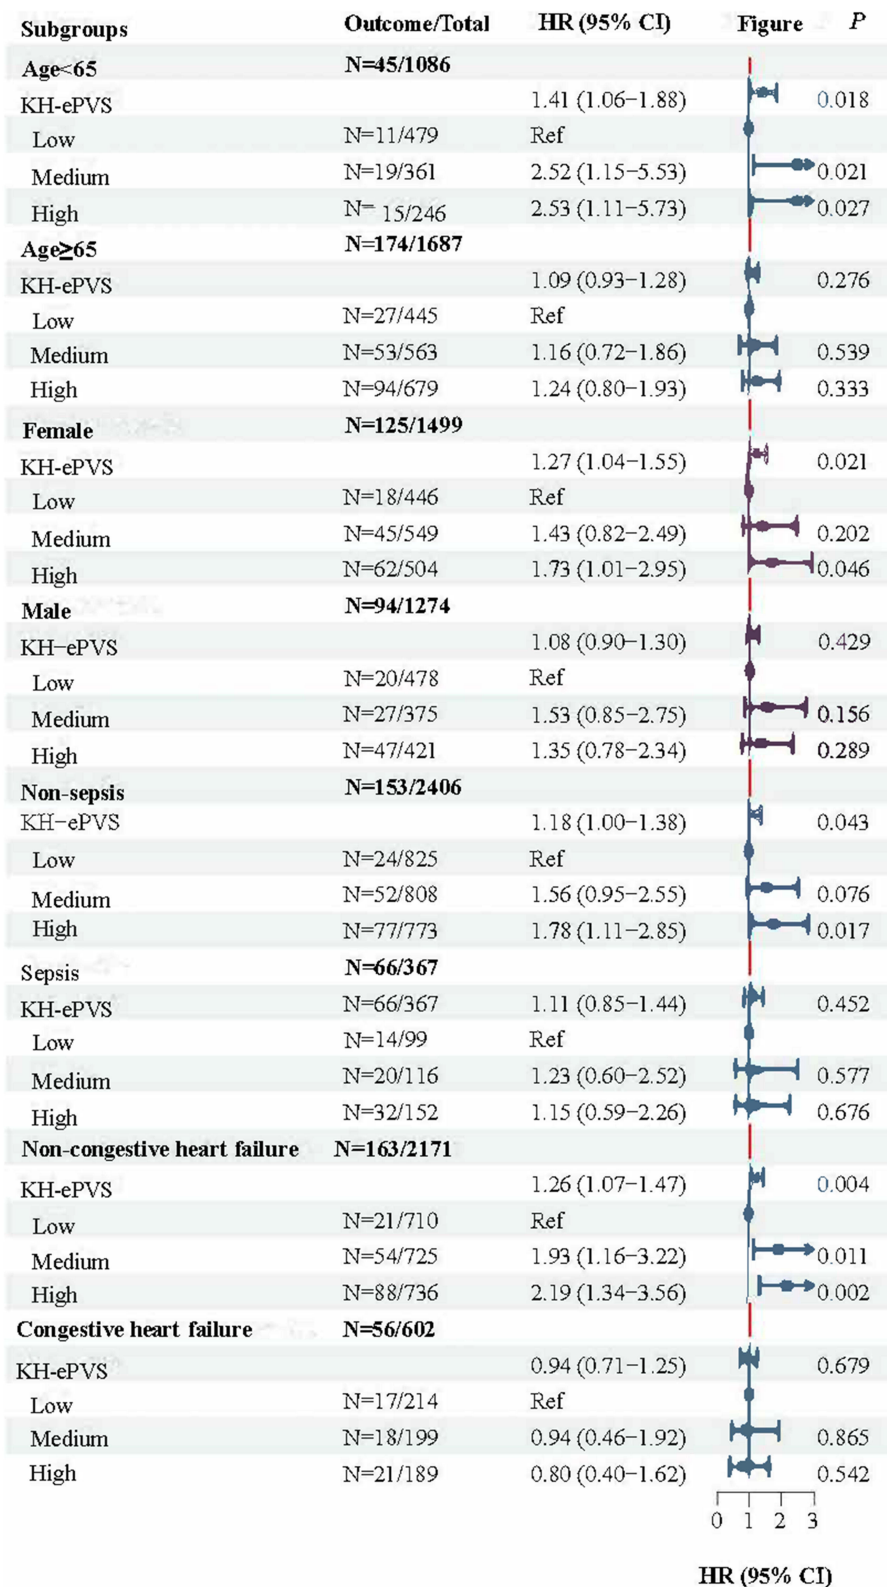 Subgroups Outcome/Total HR (95% CI) Figure P
Age<65 N=45/1086
KH-ePVS 1.41 (1.06−1.88) 0.018
Low N=11/479 Ref
Medium N=19/361 2.52 (1.15−5.53) 0.021
High N= 15/246 2.53 (1.11−5.73) 0.027
Age≥65 N=174/1687
KH-ePVS 1.09 (0.93−1.28) 0.276
Low N=27/445 Ref
Medium N=53/563 1.16 (0.72−1.86) 0.539
High N=94/679 1.24 (0.80−1.93) 0.333
Female N=125/1499
KH-ePVS 1.27 (1.04−1.55) 0.021
Low N=18/446 Ref
Medium N=45/549 1.43 (0.82−2.49) 0.202
High N=62/504 1.73 (1.01−2.95) 0.046
Male N=94/1274
KH−ePVS 1.08 (0.90−1.30) 0.429
Low N=20/478 Ref
Medium N=27/375 1.53 (0.85−2.75) 0.156
High N=47/421 1.35 (0.78−2.34) 0.289
Non-sepsis N=153/2406
KH−ePVS 1.18 (1.00−1.38) 0.043
Low N=24/825 Ref
Medium N=52/808 1.56 (0.95−2.55) 0.076
High N=77/773 1.78 (1.11−2.85) 0.017
Sepsis N=66/367
KH-ePVS N=66/367 1.11 (0.85−1.44) 0.452
Low N=14/99 Ref
Medium N=20/116 1.23 (0.60−2.52) 0.577
High N=32/152 1.15 (0.59−2.26) 0.676
Non-congestive heart failure N=163/2171
KH-ePVS 1.26 (1.07−1.47) 0.004
Low N=21/710 Ref
Medium N=54/725 1.93 (1.16−3.22) 0.011
High N=88/736 2.19 (1.34−3.56) 0.002
Congestive heart failure N=56/602
KH-ePVS 0.94 (0.71−1.25) 0.679
Low N=17/214 Ref
Medium N=18/199 0.94 (0.46−1.92) 0.865
High N=21/189 0.80 (0.40−1.62) 0.542
0 1 2 3
HR (95% CI)